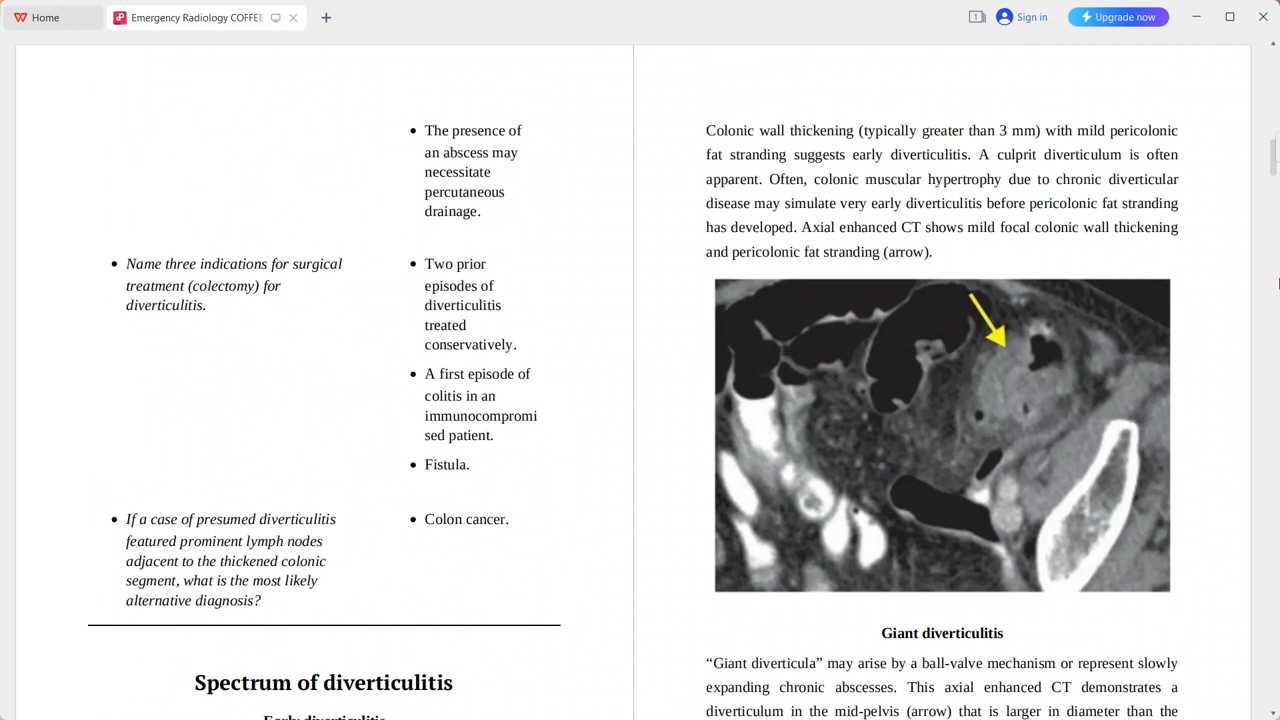 Home
Emergency Radiology COFFEE
1
Sign in
Upgrade now
The presence of
an abscess may
necessitate
percutaneous
drainage.
Name three indications for surgical
treatment (colectomy) for
diverticulitis.
Two prior
episodes of
diverticulitis
treated
conservatively.
A first episode of
colitis in an
immunocompromi
sed patient.
Fistula.
If a case of presumed diverticulitis
featured prominent lymph nodes
adjacent to the thickened colonic
segment, what is the most likely
alternative diagnosis?
Colon cancer.
Spectrum of diverticulitis
Early diverticulitis
Colonic wall thickening (typically greater than 3 mm) with mild pericolonic
fat stranding suggests early diverticulitis. A culprit diverticulum is often
apparent. Often, colonic muscular hypertrophy due to chronic diverticular
disease may simulate very early diverticulitis before pericolonic fat stranding
has developed. Axial enhanced CT shows mild focal colonic wall thickening
and pericolonic fat stranding (arrow).
Giant diverticulitis
“Giant diverticula” may arise by a ball-valve mechanism or represent slowly
expanding chronic abscesses. This axial enhanced CT demonstrates a
diverticulum in the mid-pelvis (arrow) that is larger in diameter than the